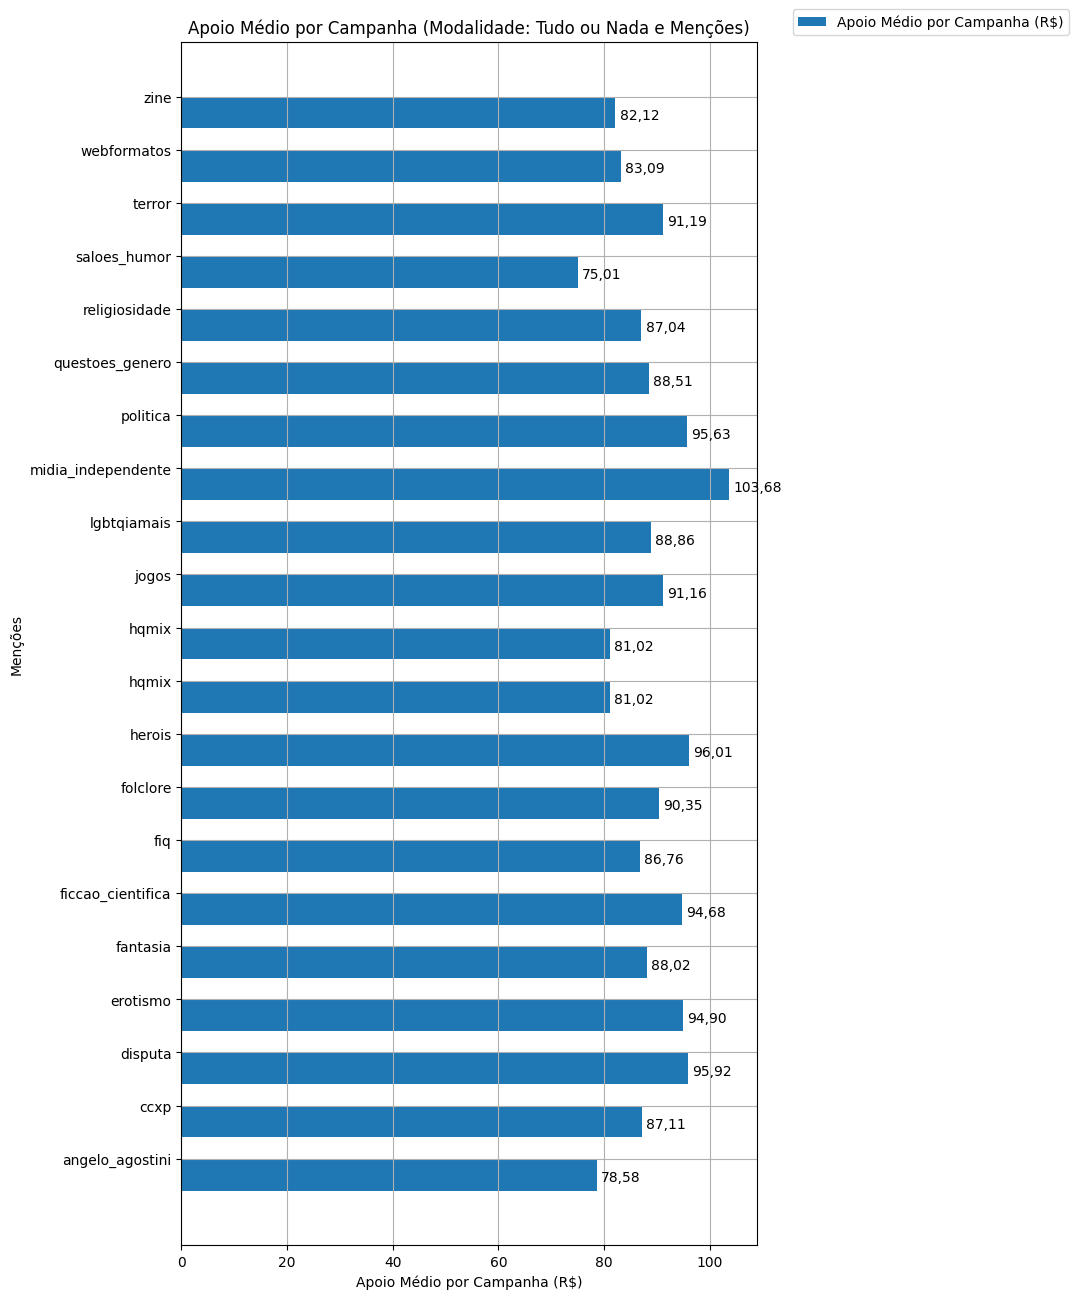 Apoio Médio por Campanha (Modalidade: Tudo ou Nada e Menções)
Apoio Médio por Campanha (R$)
zine 82,12
webformatos 83,09
terror 91,19
saloes_humor 75,01
religiosidade 87,04
questoes_genero 88,51
politica 95,63
midia_independente 103,68
lgbtqiamais 88,86
jogos 91,16
hqmix 81,02
hqmix 81,02
herois 96,01
folclore 90,35
fiq 86,76
ficcao_cientifica 94,68
fantasia 88,02
erotismo 94,90
disputa 95,92
ccxp 87,11
angelo_agostini 78,58
Menções
0 20 40 60 80 100
Apoio Médio por Campanha (R$)